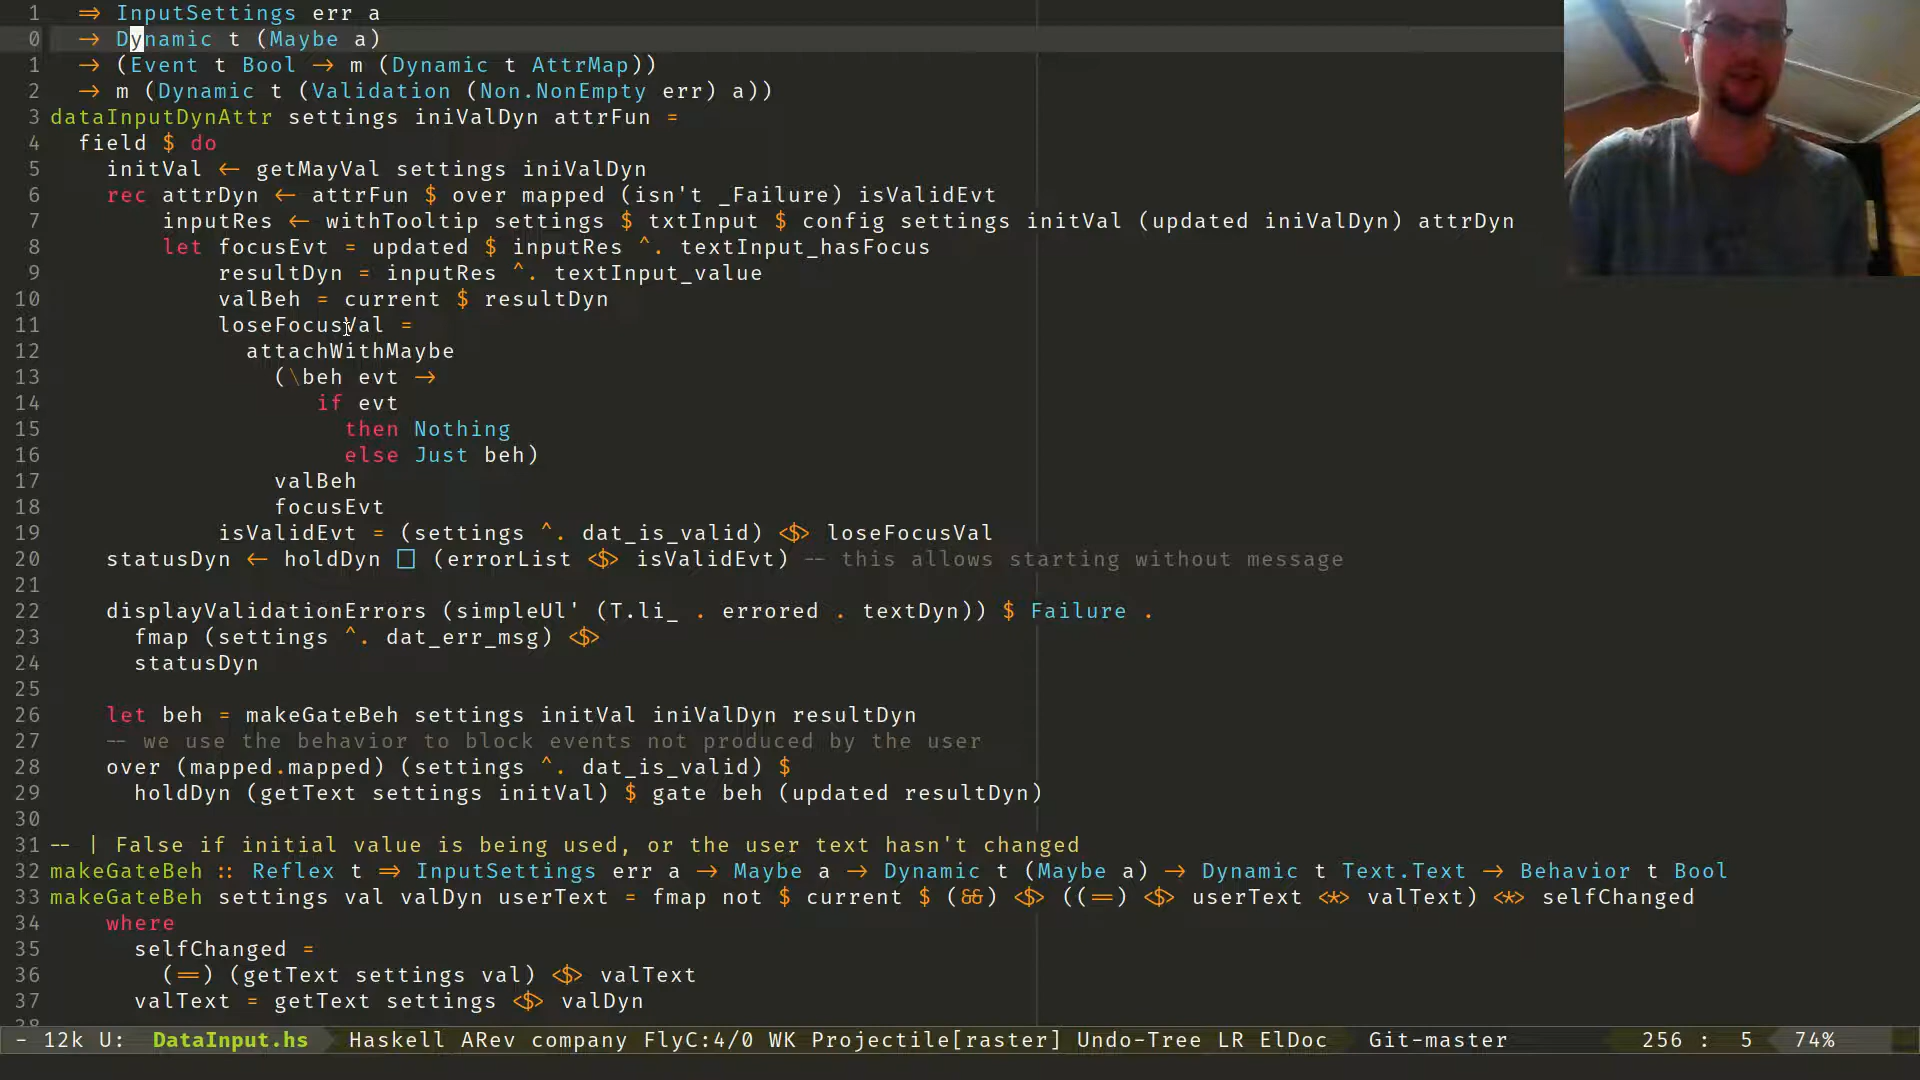 1 ⇒ InputSettings err a
0 → Dynamic t (Maybe a)
1 → (Event t Bool → m (Dynamic t AttrMap))
2 → m (Dynamic t (Validation (Non.NonEmpty err) a))
3 dataInputDynAttr settings iniValDyn attrFun =
4 field $ do
5 initVal ← getMayVal settings iniValDyn
6 rec attrDyn ← attrFun $ over mapped (isn't _Failure) isValidEvt
7 inputRes ← withTooltip settings $ txtInput $ config settings initVal (updated iniValDyn) attrDyn
8 let focusEvt = updated $ inputRes ^. textInput_hasFocus
9 resultDyn = inputRes ^. textInput_value
10 valBeh = current $ resultDyn
11 loseFocusVal =
12 attachWithMaybe
13 (\beh evt →
14 if evt
15 then Nothing
16 else Just beh)
17 valBeh
18 focusEvt
19 isValidEvt = (settings ^. dat_is_valid) <$> loseFocusVal
20 statusDyn ← holdDyn [] (errorList <$> isValidEvt) -- this allows starting without message
21
22 displayValidationErrors (simpleUl' (T.li_ . errored . textDyn)) $ Failure .
23 fmap (settings ^. dat_err_msg) <$>
24 statusDyn
25
26 let beh = makeGateBeh settings initVal iniValDyn resultDyn
27 -- we use the behavior to block events not produced by the user
28 over (mapped.mapped) (settings ^. dat_is_valid) $
29 holdDyn (getText settings initVal) $ gate beh (updated resultDyn)
30
31 -- | False if initial value is being used, or the user text hasn't changed
32 makeGateBeh :: Reflex t ⇒ InputSettings err a → Maybe a → Dynamic t (Maybe a) → Dynamic t Text.Text → Behavior t Bool
33 makeGateBeh settings val valDyn userText = fmap not $ current $ (&&) <$> ((==) <$> userText <*> valText) <*> selfChanged
34 where
35 selfChanged =
36 (==) (getText settings val) <$> valText
37 valText = getText settings <$> valDyn
38
- 12k U: DataInput.hs Haskell ARev company FlyC:4/0 WK Projectile[raster] Undo-Tree LR ElDoc Git-master 256 : 5 74%